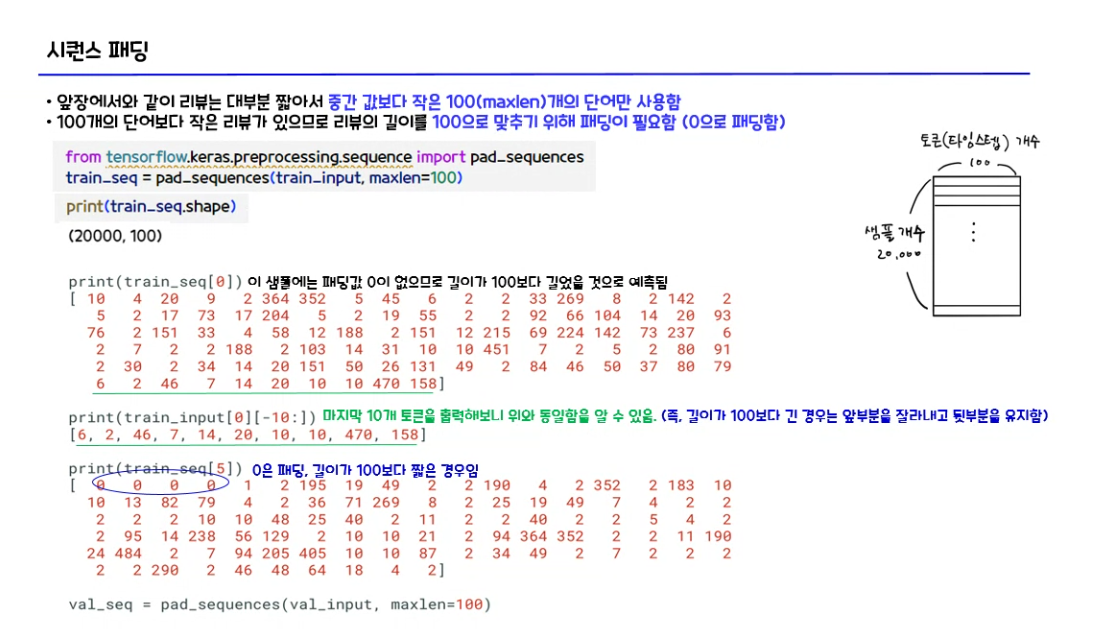 시퀀스 패딩
• 앞장에서와 같이 리뷰는 대부분 짧아서 중간 값보다 작은 100(maxlen)개의 단어만 사용함
• 100개의 단어보다 작은 리뷰가 있으므로 리뷰의 길이를 100으로 맞추기 위해 패딩이 필요함 (0으로 패딩함)
from tensorflow.keras.preprocessing.sequence import pad_sequences
train_seq = pad_sequences(train_input, maxlen=100)
print(train_seq.shape)
(20000, 100)
토큰(타임스텝) 개수
100
샘플 개수
20,000
print(train_seq[0]) 이 샘플에는 패딩값 0이 없으므로 길이가 100보다 길었을 것으로 예측됨
[ 10 4 20 9 2 364 352 5 45 6 2 2 33 269 8 2 142 2
5 2 17 73 17 204 5 2 19 55 2 2 92 66 104 14 20 93
76 2 151 33 4 58 12 188 2 151 12 215 69 224 142 73 237 6
2 7 2 2 188 2 103 14 31 10 10 451 7 2 5 2 80 91
2 30 2 34 14 20 151 50 26 131 49 2 84 46 50 37 80 79
6 2 46 7 14 20 10 10 470 158]
print(train_input[0][-10:]) 마지막 10개 토큰을 출력해보니 위와 동일함을 알 수 있음. (즉, 길이가 100보다 긴 경우는 앞부분을 잘라내고 뒷부분을 유지함)
[6, 2, 46, 7, 14, 20, 10, 10, 470, 158]
print(train_seq[5]) 0은 패딩, 길이가 100보다 짧은 경우임
[ 0 0 0 0 1 2 195 19 49 2 2 190 4 2 352 2 183 10
10 13 82 79 4 2 36 71 269 8 2 25 19 49 7 4 2 2
2 2 2 10 10 48 25 40 2 11 2 2 40 2 2 5 4 2
2 95 14 238 56 129 2 10 10 21 2 94 364 352 2 2 11 190
24 484 2 7 94 205 405 10 10 87 2 34 49 2 7 2 2 2
2 2 290 2 46 48 64 18 4 2]
val_seq = pad_sequences(val_input, maxlen=100)